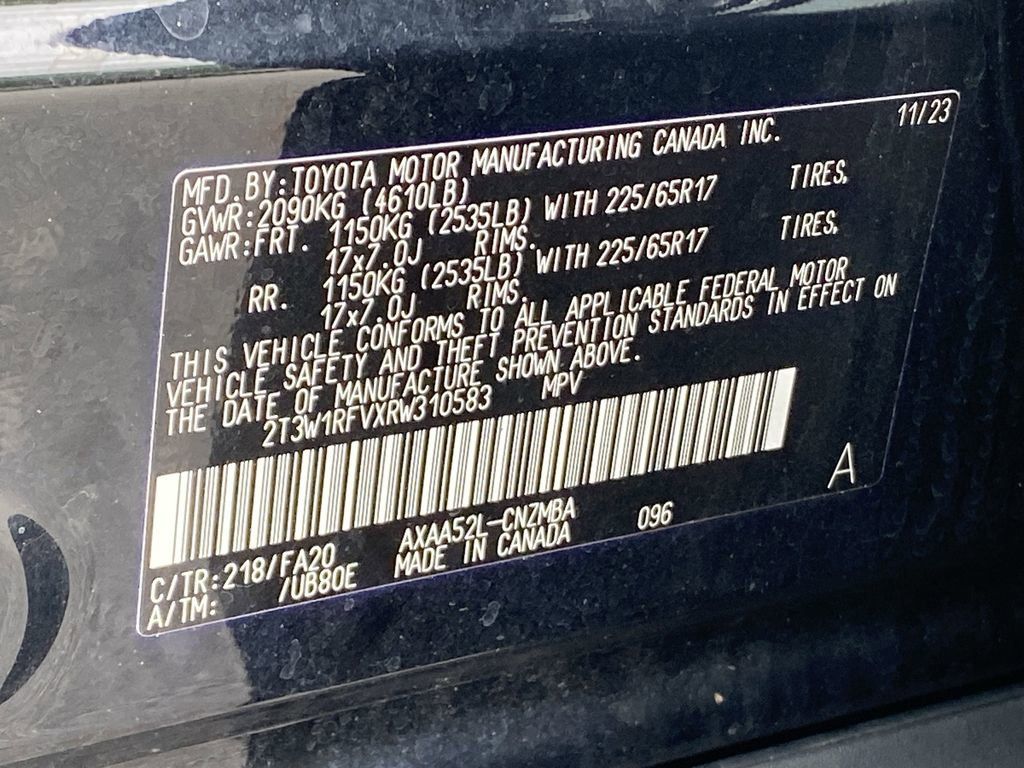 11/23
MFD. BY: TOYOTA MOTOR MANUFACTURING CANADA INC.
GVWR: 2090KG (4610LB)
GAWR: FRT. 1150KG (2535LB) WITH 225/65R17 TIRES,
17x7.0J RIMS.
RR. 1150KG (2535LB) WITH 225/65R17 TIRES,
17x7.0J RIMS.
THIS VEHICLE CONFORMS TO ALL APPLICABLE FEDERAL MOTOR
VEHICLE SAFETY AND THEFT PREVENTION STANDARDS IN EFFECT ON
THE DATE OF MANUFACTURE SHOWN ABOVE.
2T3W1RFVXRW310583 MPV
A
C/TR: 218/FA20 AXAA52L-CNZMBA 096
A/TM: /UB80E MADE IN CANADA